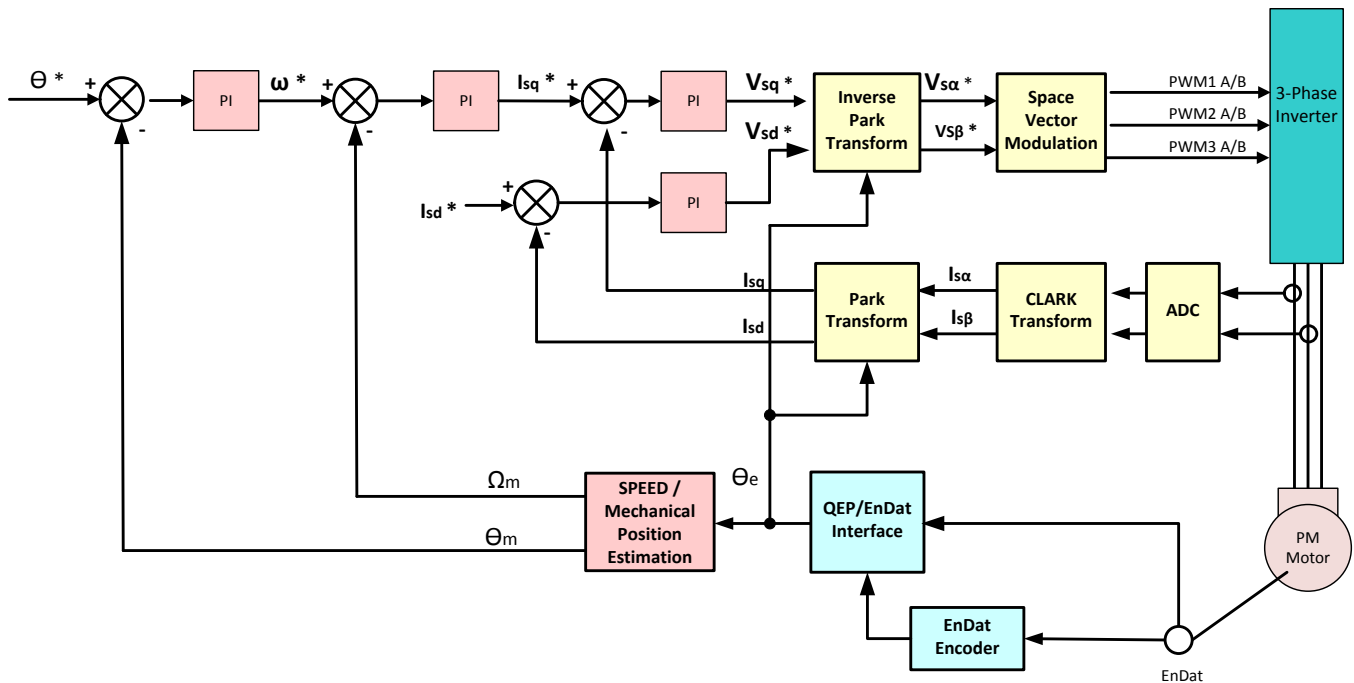 Ɵ *
+
-
PI
ω *
+
-
PI
Isq *
+
-
PI
Vsq *
Vsd *
Inverse
Park
Transform
Vsα *
VSβ *
Space
Vector
Modulation
PWM1 A/B
PWM2 A/B
PWM3 A/B
3-Phase
Inverter
Isd *
+
-
PI
Isq
Isd
Park
Transform
Isα
Isβ
CLARK
Transform
ADC
Ωm
Ɵm
SPEED /
Mechanical
Position
Estimation
Ɵe
QEP/EnDat
Interface
EnDat
Encoder
PM
Motor
EnDat